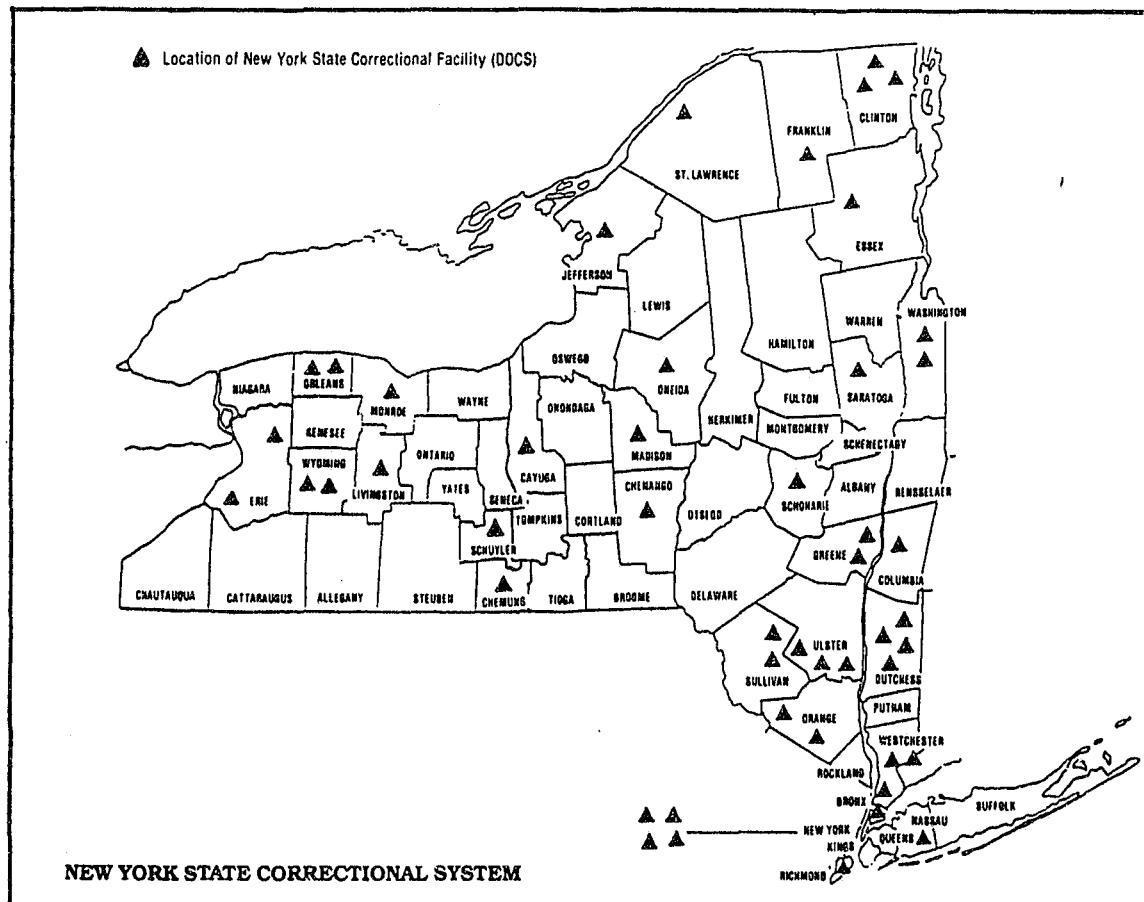 Location of New York State Correctional Facility (DOCS)
CLINTON
FRANKLIN
ST. LAWRENCE
ESSEX
JEFFERSON
LEWIS
WASHINGTON
WARREN
HAMILTON
OSWEGO
ONEIDA
ORLEANS
NIAGARA
MONROE
WAYNE
ONONDAGA
HERKIMER
FULTON
SARATOGA
MONTGOMERY
GENESEE
SCHENECTADY
MADISON
ONTARIO
WYOMING
CAYUGA
CHENANGO
ALBANY
RENSSELAER
LIVINGSTON
YATES
SENECA
SCHOHARIE
ERIE
OTSEGO
TOMPKINS
CORTLAND
SCHUYLER
GREENE
COLUMBIA
CHAUTAUQUA
CATTARAUGUS
ALLEGANY
STEUBEN
CHEMUNG
TIOGA
BROOME
DELAWARE
ULSTER
SULLIVAN
DUTCHESS
PUTNAM
ORANGE
WESTCHESTER
ROCKLAND
BRONX
SUFFOLK
NASSAU
NEW YORK
QUEENS
KINGS
RICHMOND
NEW YORK STATE CORRECTIONAL SYSTEM